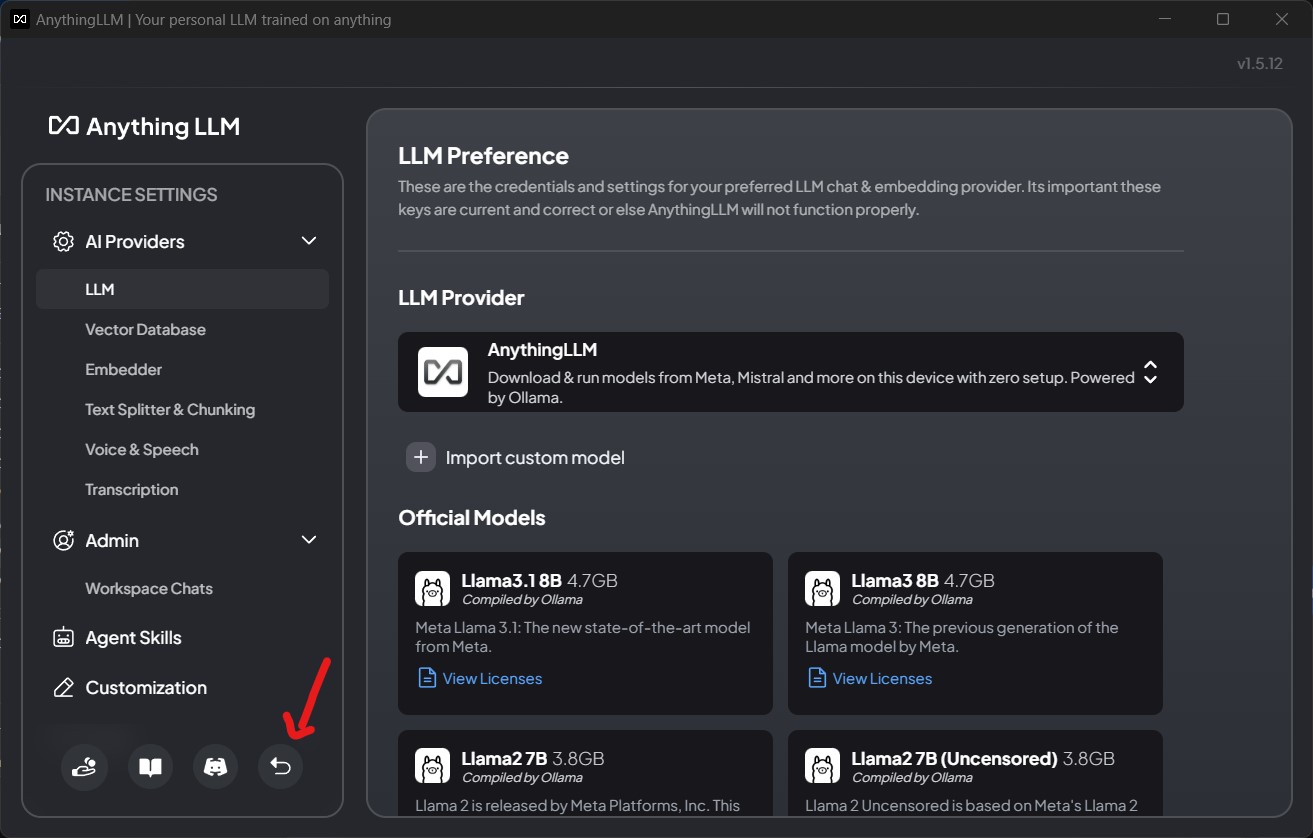 AnythingLLM | Your personal LLM trained on anything
v1.5.12
Anything LLM
INSTANCE SETTINGS
AI Providers
LLM
Vector Database
Embedder
Text Splitter & Chunking
Voice & Speech
Transcription
Admin
Workspace Chats
Agent Skills
Customization
LLM Preference
These are the credentials and settings for your preferred LLM chat & embedding provider. Its important these
keys are current and correct or else AnythingLLM will not function properly.
LLM Provider
AnythingLLM
Download & run models from Meta, Mistral and more on this device with zero setup. Powered
by Ollama.
Import custom model
Official Models
Llama3.1 8B 4.7GB
Compiled by Ollama
Meta Llama 3.1: The new state-of-the-art model
from Meta.
View Licenses
Llama3 8B 4.7GB
Compiled by Ollama
Meta Llama 3: The previous generation of the
Llama model by Meta.
View Licenses
Llama2 7B 3.8GB
Compiled by Ollama
Llama 2 is released by Meta Platforms, Inc. This
Llama2 7B (Uncensored) 3.8GB
Compiled by Ollama
Llama 2 Uncensored is based on Meta's Llama 2